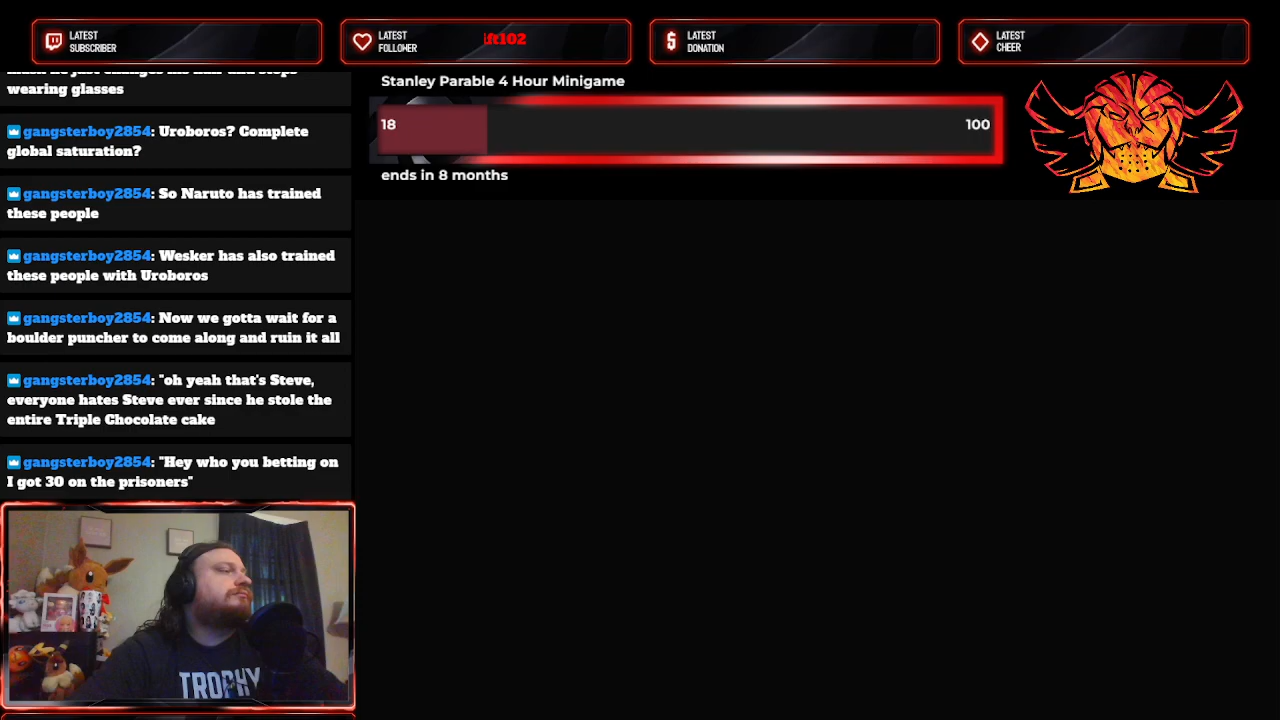 LATEST
SUBSCRIBER
LATEST
FOLLOWER
ift102
LATEST
DONATION
LATEST
CHEER
wearing glasses
gangsterboy2854: Uroboros? Complete
global saturation?
gangsterboy2854: So Naruto has trained
these people
gangsterboy2854: Wesker has also trained
these people with Uroboros
gangsterboy2854: Now we gotta wait for a
boulder puncher to come along and ruin it all
gangsterboy2854: "oh yeah that's Steve,
everyone hates Steve ever since he stole the
entire Triple Chocolate cake
gangsterboy2854: "Hey who you betting on
I got 30 on the prisoners"
Stanley Parable 4 Hour Minigame
18
100
ends in 8 months
TROPHY